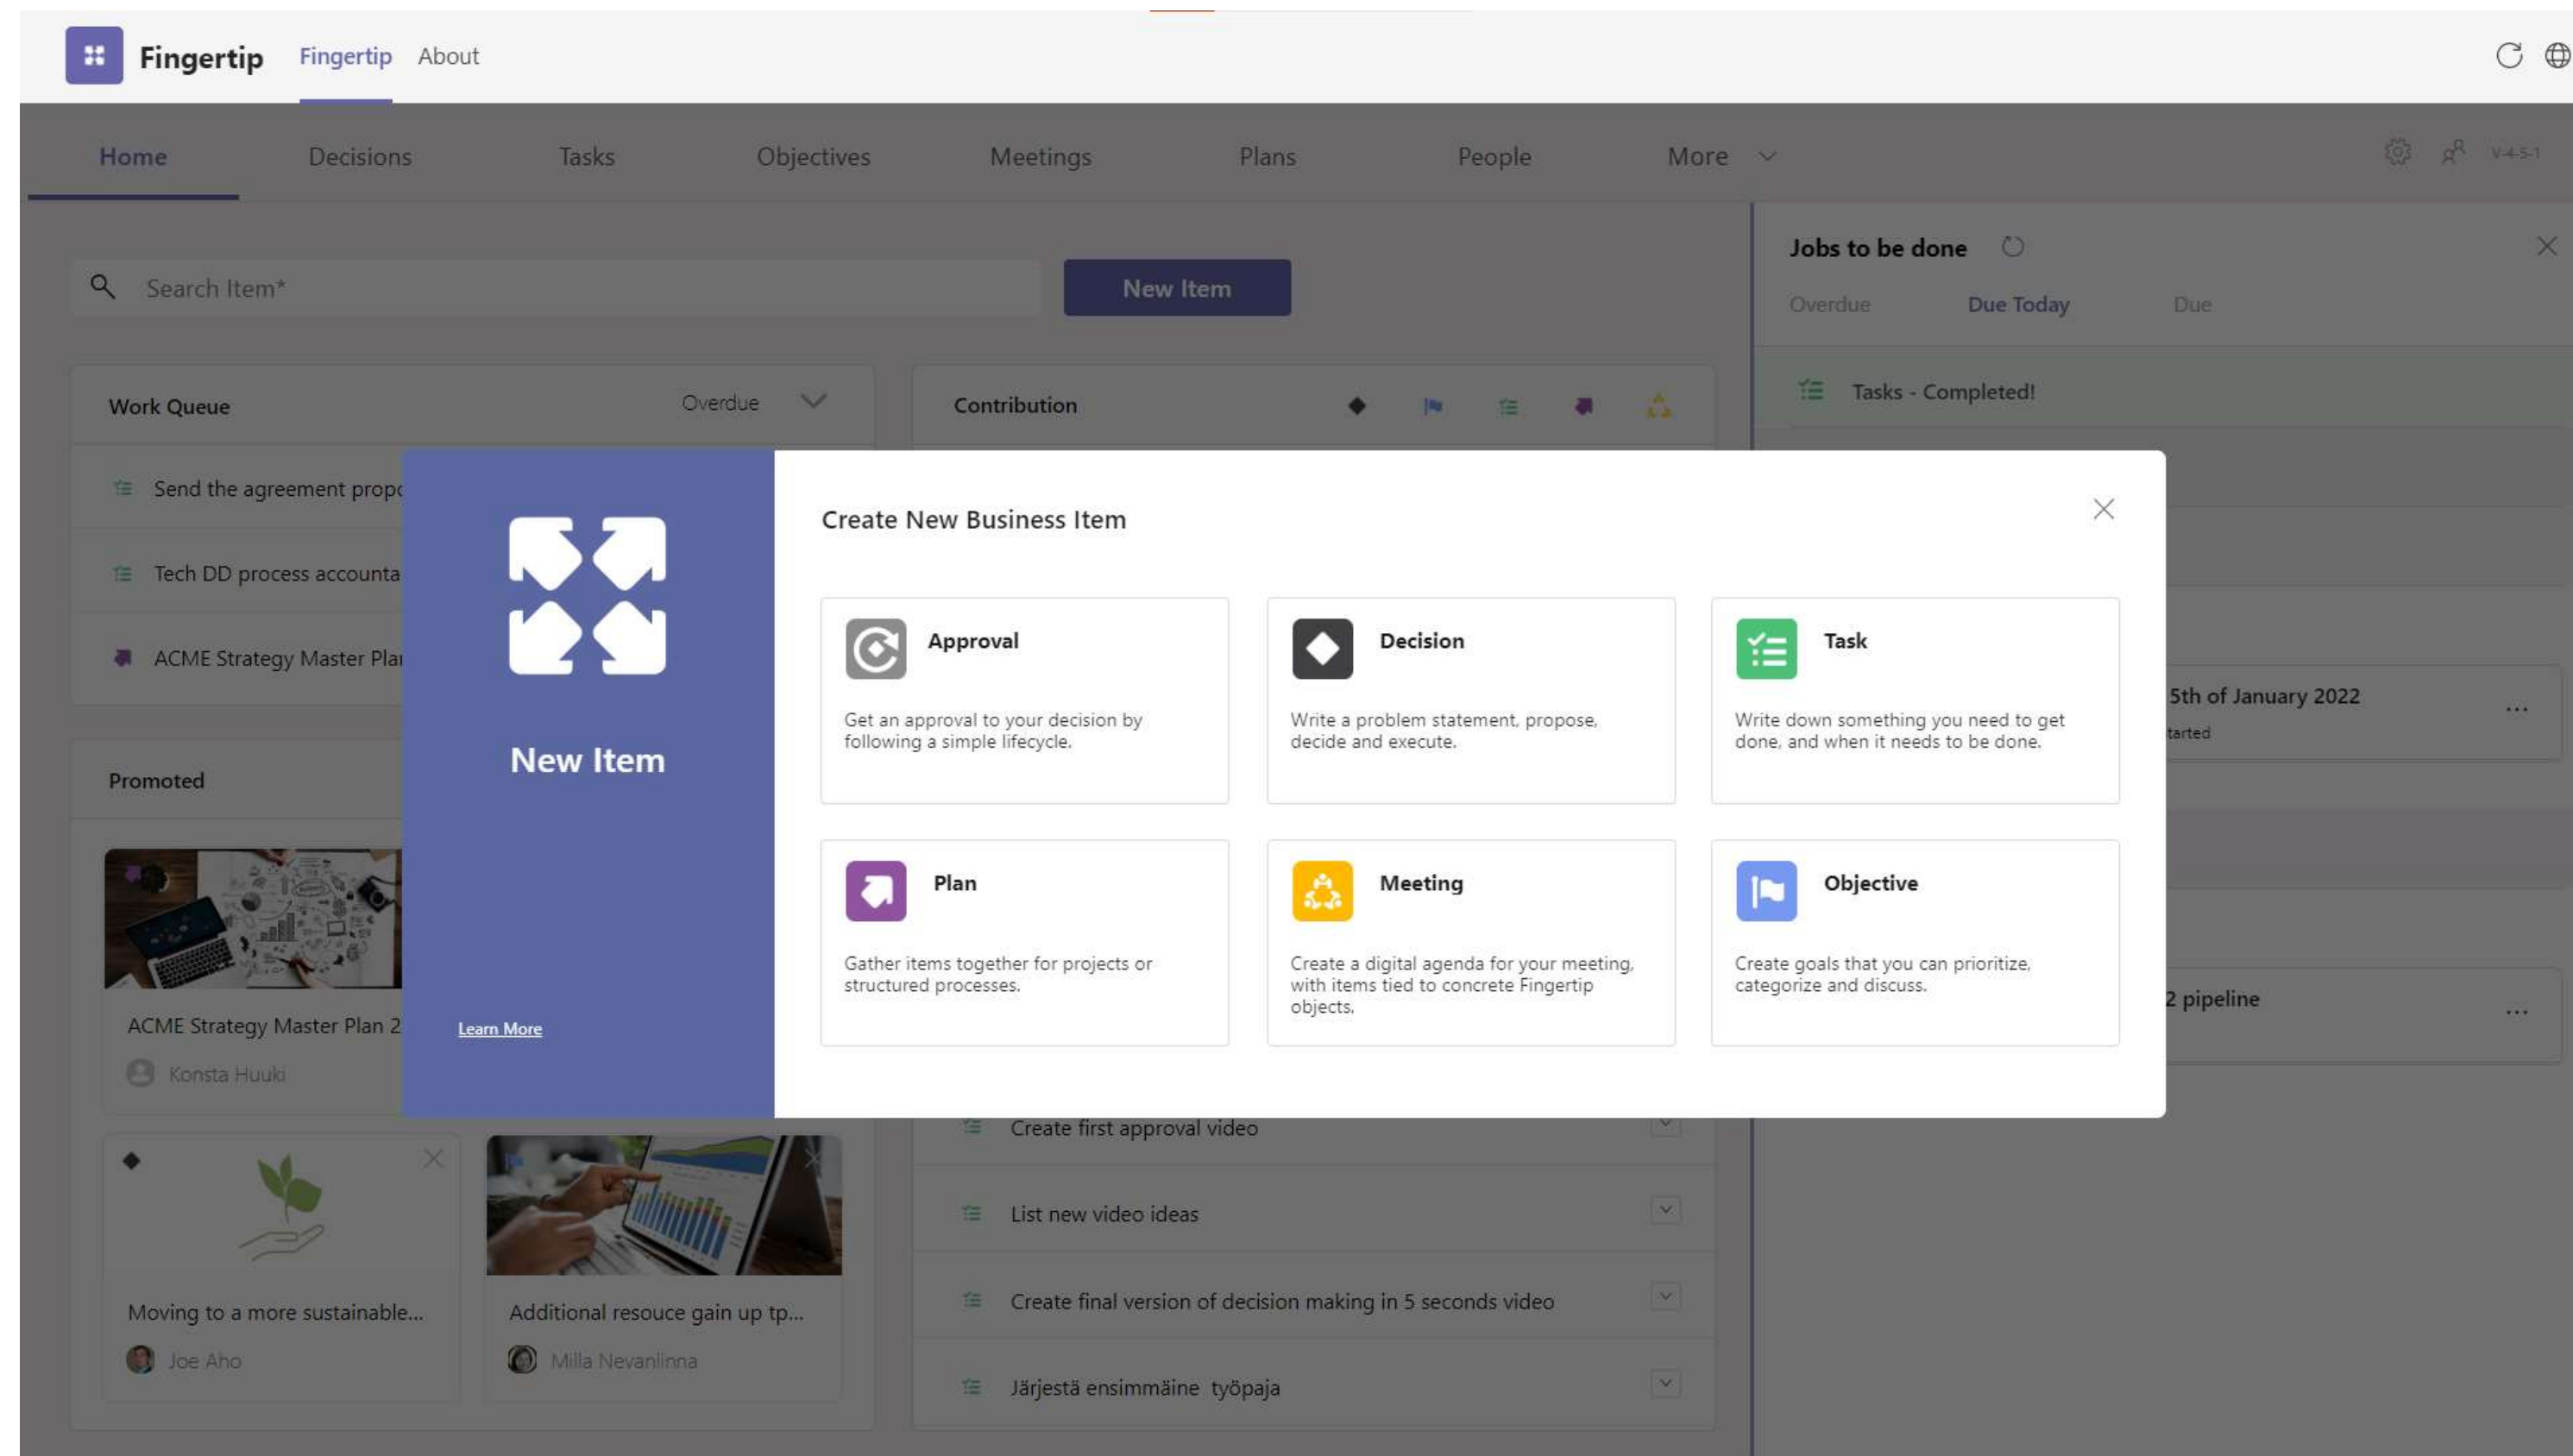 Fingertip Fingertip About
Home Decisions Tasks Objectives Meetings Plans People More V-4-5-1
Search Item* New Item
Jobs to be done
Overdue Due Today Due
Tasks - Completed!
Work Queue Overdue
Send the agreement propo
Tech DD process accounta
ACME Strategy Master Plan
Contribution
New Item
Learn More
Create New Business Item
Approval
Get an approval to your decision by
following a simple lifecycle.
Decision
Write a problem statement, propose,
decide and execute.
Task
Write down something you need to get
done, and when it needs to be done.
Plan
Gather items together for projects or
structured processes.
Meeting
Create a digital agenda for your meeting,
with items tied to concrete Fingertip
objects.
Objective
Create goals that you can prioritize,
categorize and discuss.
5th of January 2022
tarted
2 pipeline
Promoted
ACME Strategy Master Plan 2
Konsta Huuki
Moving to a more sustainable...
Joe Aho
Additional resouce gain up tp...
Milla Nevanlinna
Create first approval video
List new video ideas
Create final version of decision making in 5 seconds video
Järjestä ensimmäine työpaja